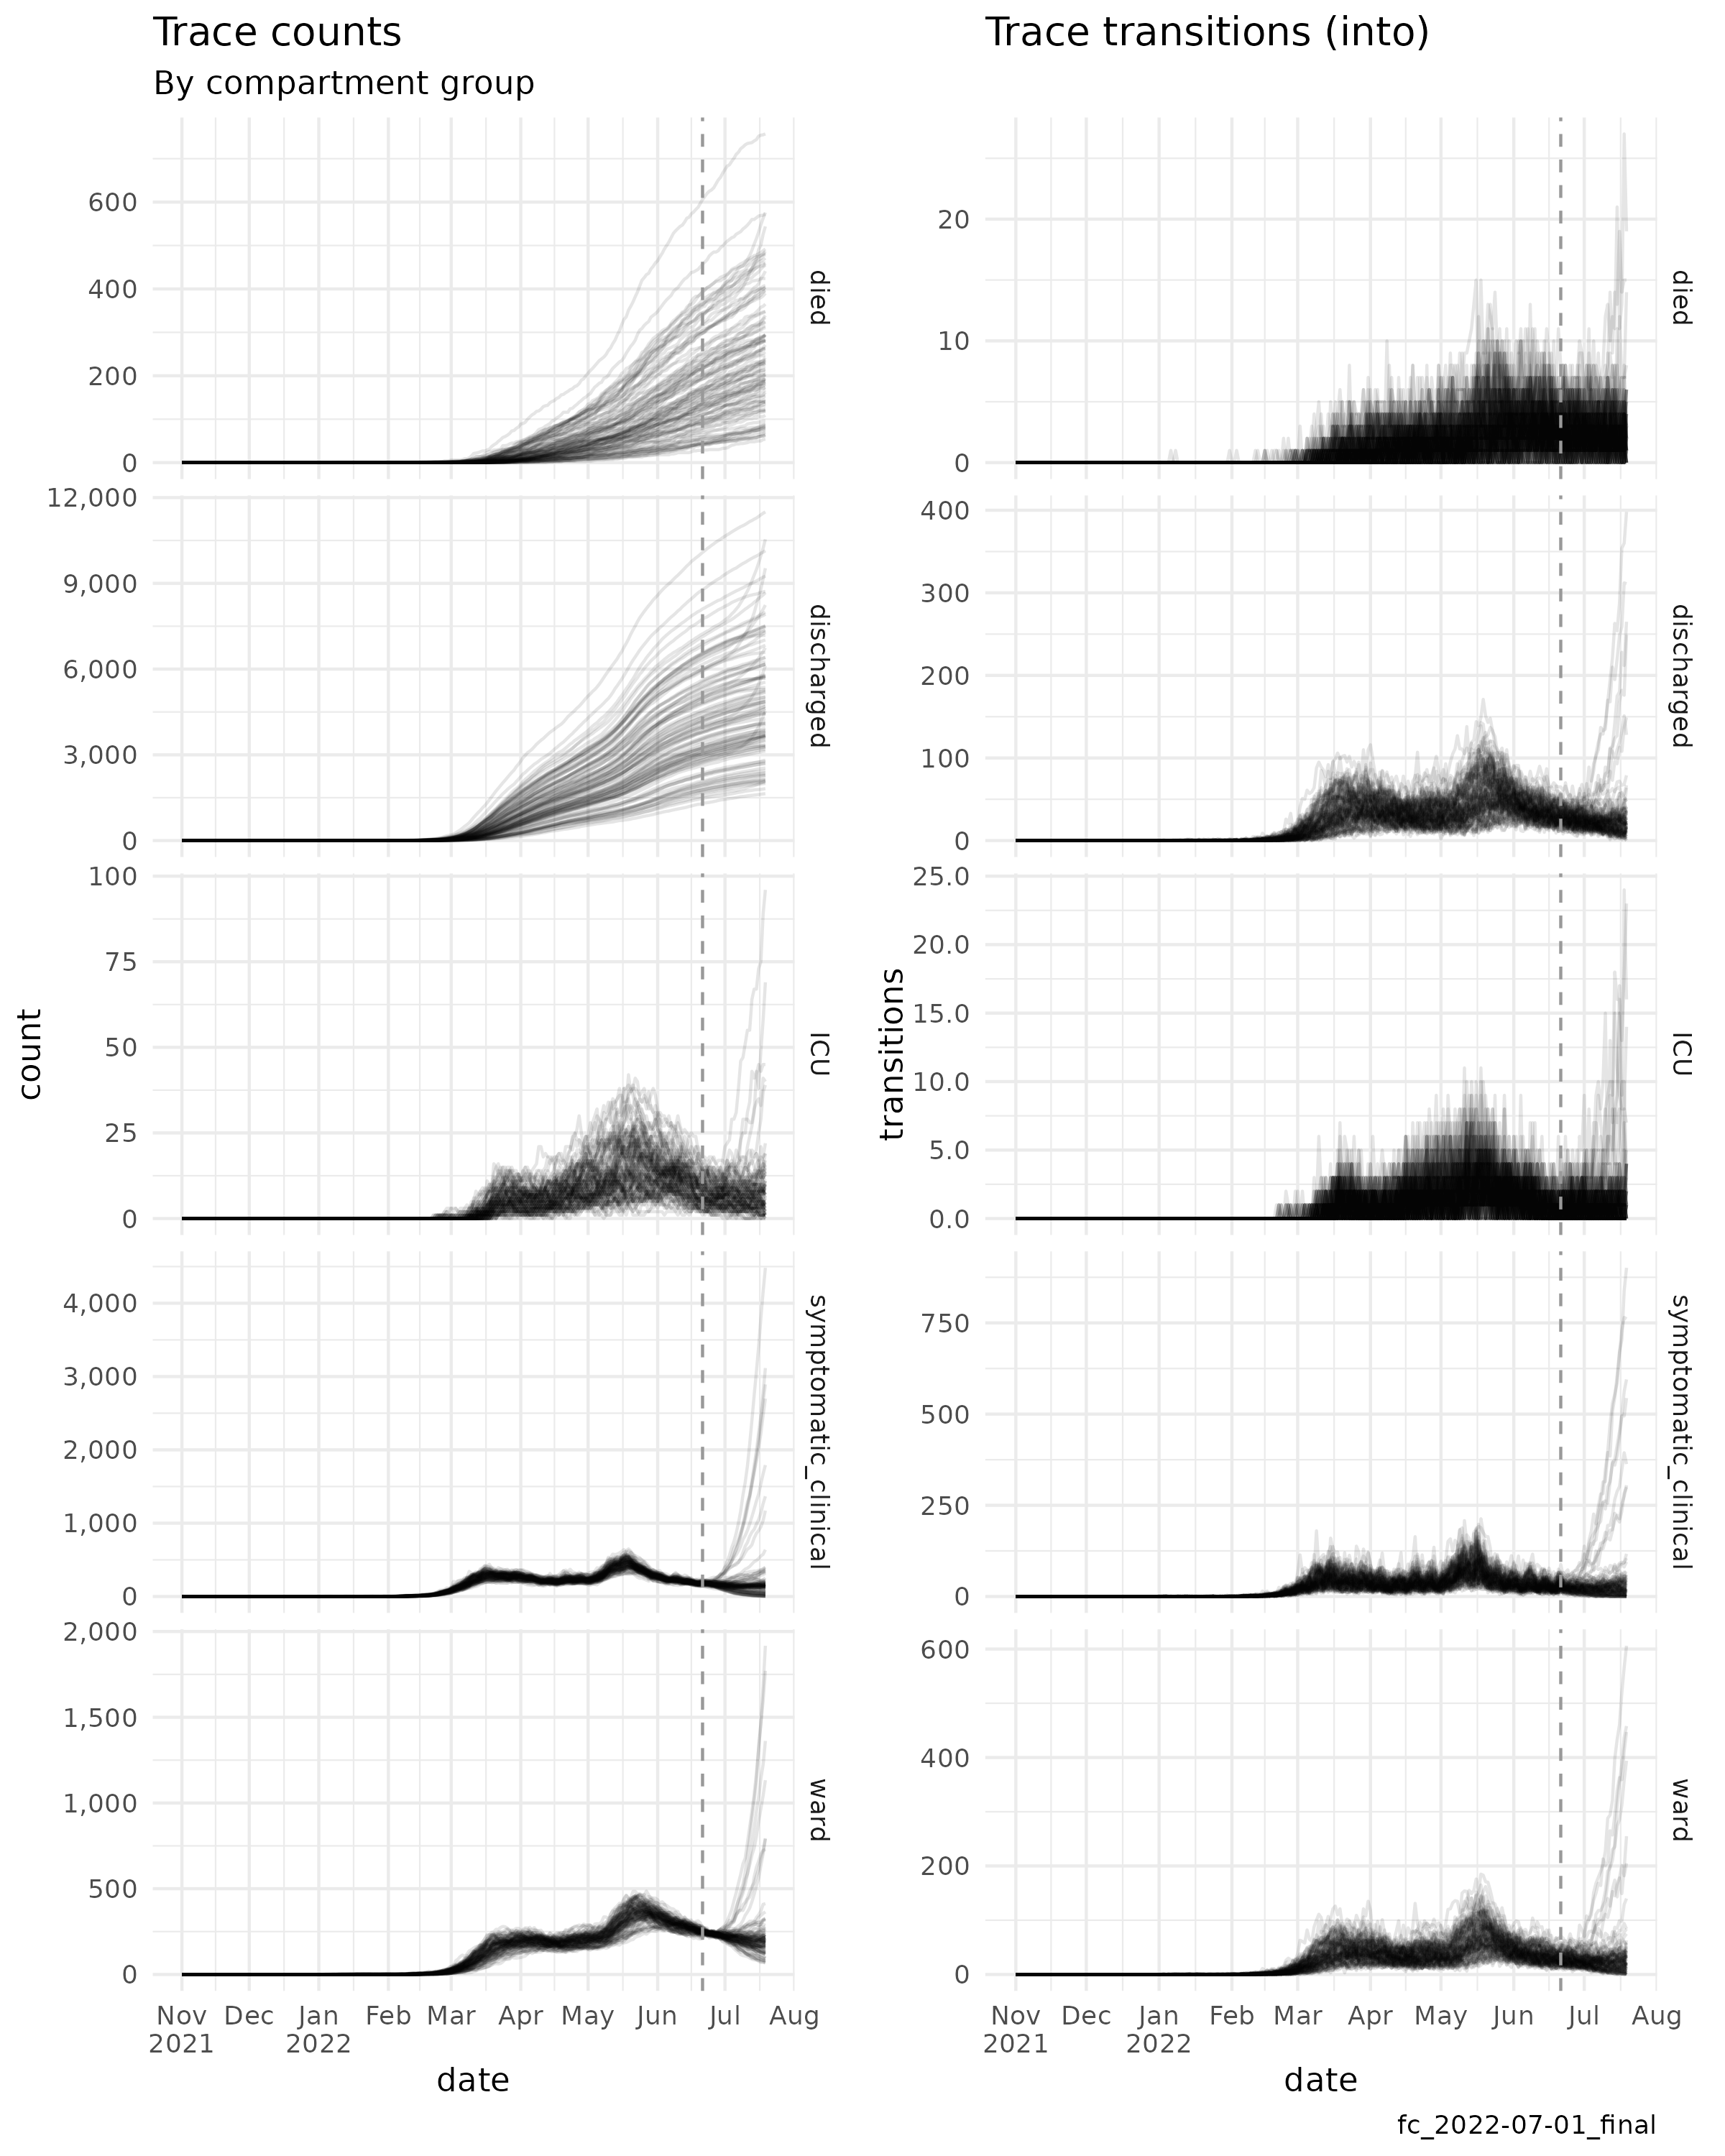 Trace counts
By compartment group
Trace transitions (into)
count
600
400
200
0
died
12,000
9,000
6,000
3,000
0
discharged
100
75
50
25
0
ICU
4,000
3,000
2,000
1,000
0
symptomatic_clinical
2,000
1,500
1,000
500
0
ward
Nov Dec Jan Feb Mar Apr May Jun Jul Aug
2021 2022
date
transitions
20
10
0
died
400
300
200
100
0
discharged
25.0
20.0
15.0
10.0
5.0
0.0
ICU
750
500
250
0
symptomatic_clinical
600
400
200
0
ward
Nov Dec Jan Feb Mar Apr May Jun Jul Aug
2021 2022
date
fc_2022-07-01_final